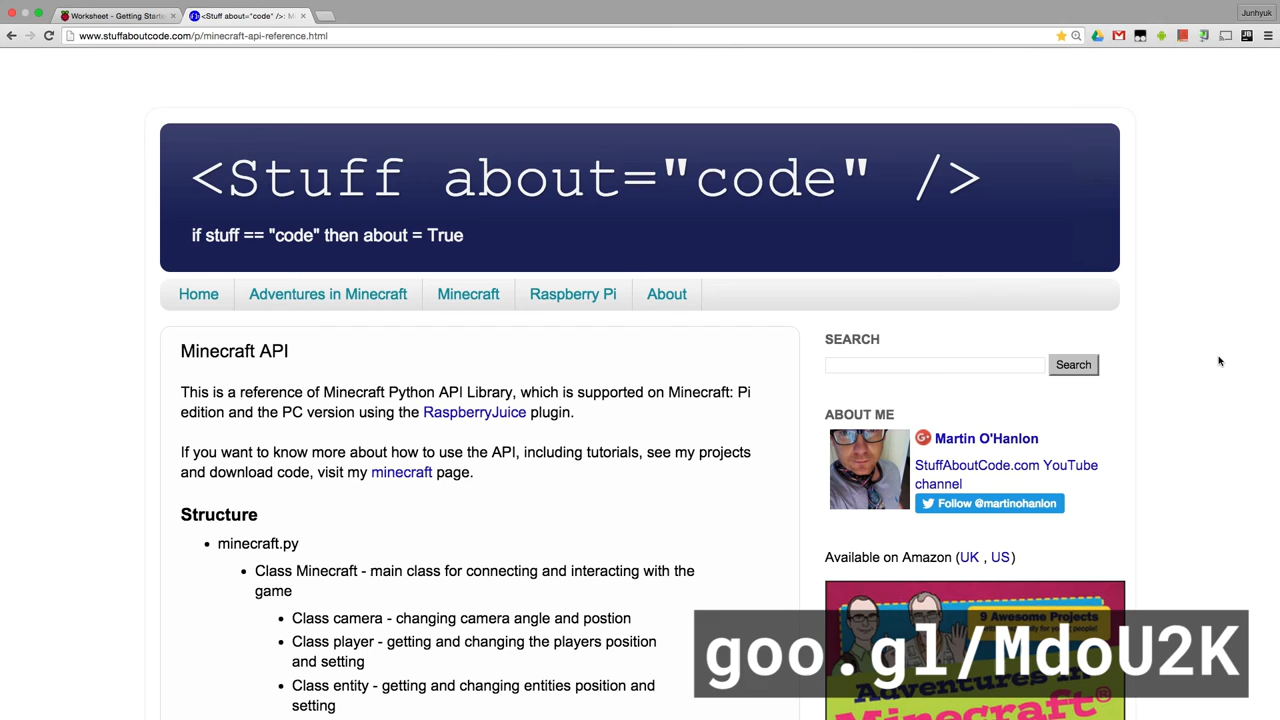 Worksheet - Getting Starte
<Stuff about="code" />: M
Junhyuk
www.stuffaboutcode.com/p/minecraft-api-reference.html
<Stuff about="code" />
if stuff == "code" then about = True
Home
Adventures in Minecraft
Minecraft
Raspberry Pi
About
Minecraft API
This is a reference of Minecraft Python API Library, which is supported on Minecraft: Pi
edition and the PC version using the RaspberryJuice plugin.
If you want to know more about how to use the API, including tutorials, see my projects
and download code, visit my minecraft page.
Structure
minecraft.py
Class Minecraft - main class for connecting and interacting with the
game
Class camera - changing camera angle and postion
Class player - getting and changing the players position
and setting
Class entity - getting and changing entities position and
setting
SEARCH
Search
ABOUT ME
Martin O'Hanlon
StuffAboutCode.com YouTube
channel
Follow @martinohanlon
Available on Amazon (UK , US)
9 Awesome Projects
goo.gl/MdoU2K
Adventures in
Minecraft®